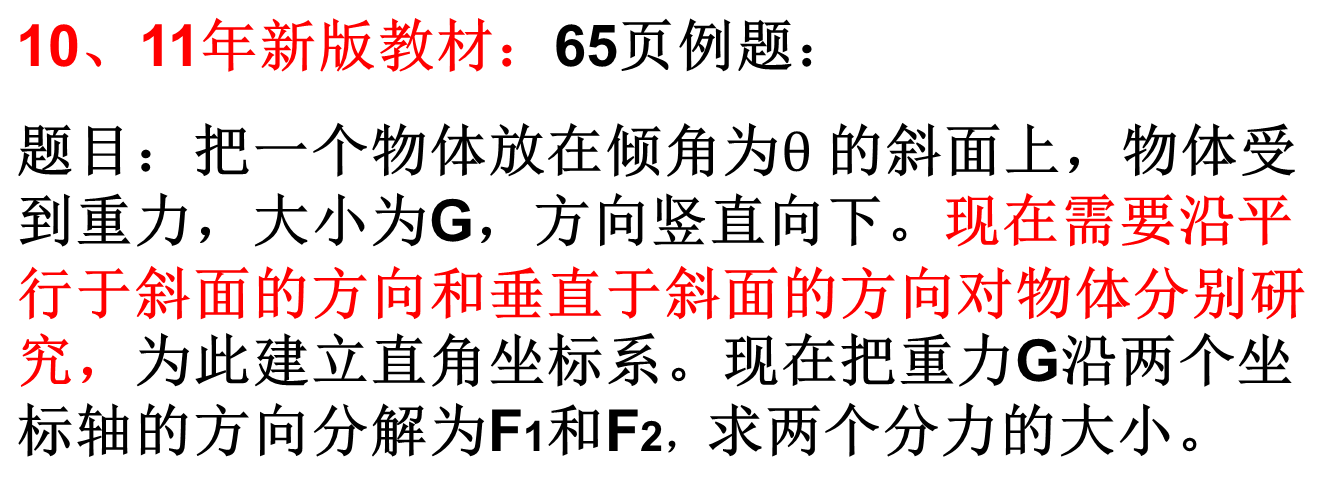 10、11年新版教材：65页例题：
题目：把一个物体放在倾角为θ 的斜面上，物体受
到重力，大小为G，方向竖直向下。现在需要沿平
行于斜面的方向和垂直于斜面的方向对物体分别研
究，为此建立直角坐标系。现在把重力G沿两个坐
标轴的方向分解为F1和F2，求两个分力的大小。